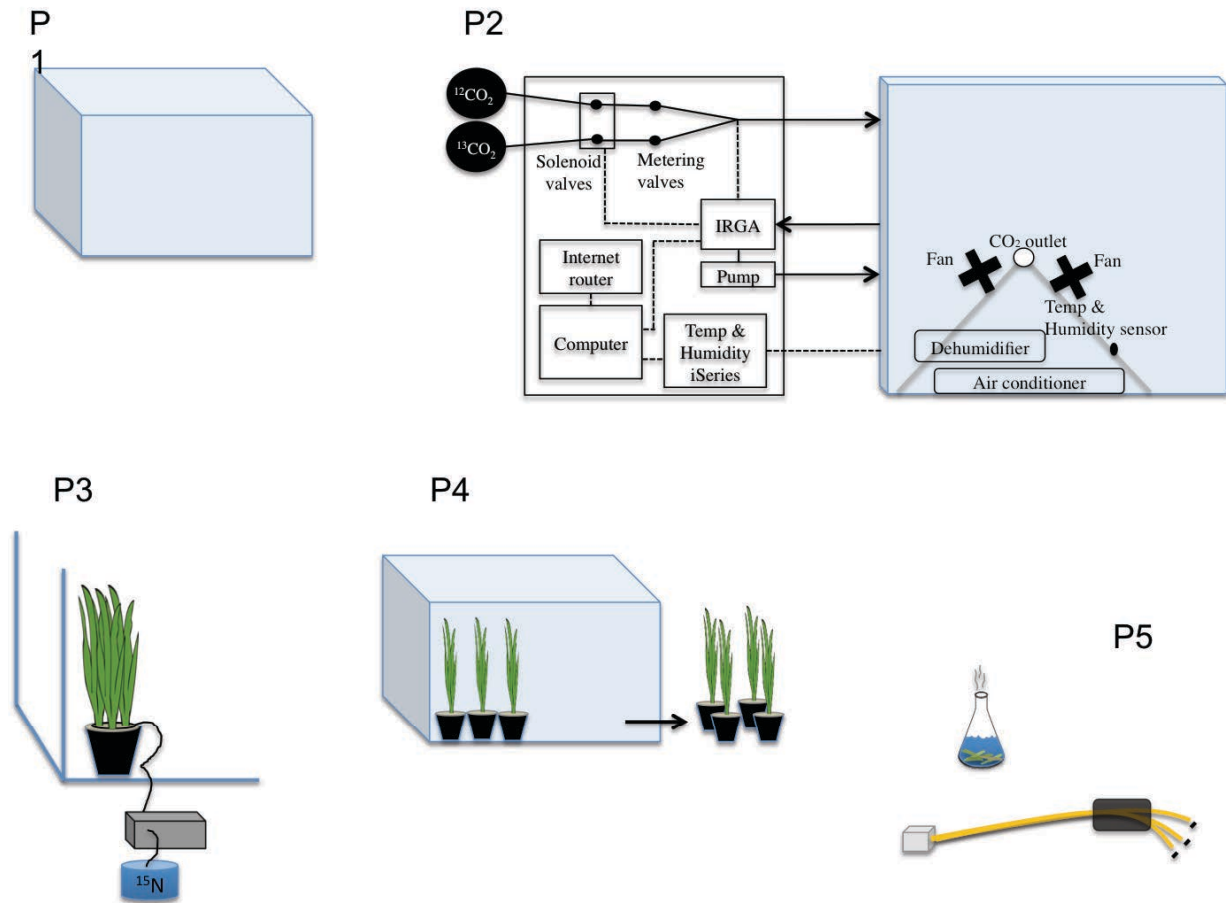 P
1
P2
¹²CO₂
¹³CO₂
Solenoid
valves
Metering
valves
IRGA
Pump
Internet
router
Computer
Temp &
Humidity
iSeries
CO₂ outlet
Fan
Fan
Temp &
Humidity sensor
Dehumidifier
Air conditioner
P3
¹⁵N
P4
P5